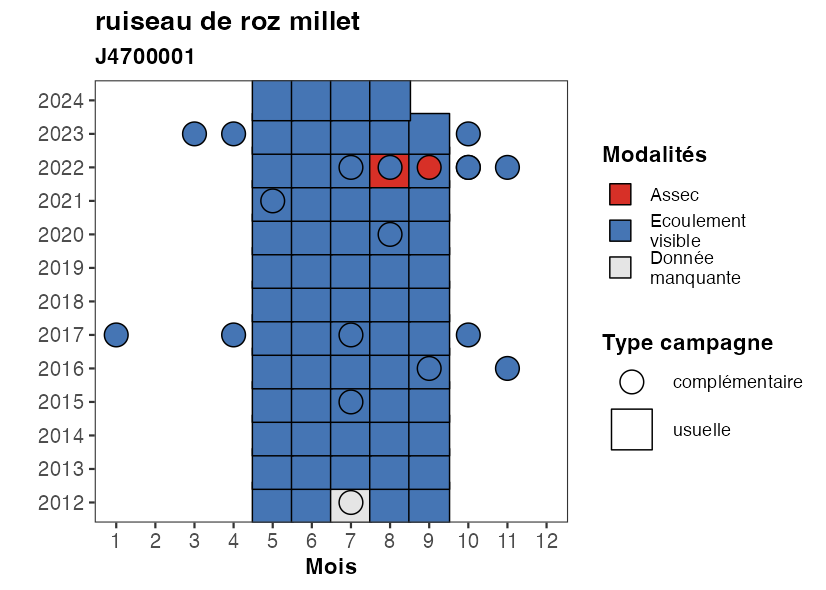 ruiseau de roz millet
J4700001
2024
2023
2022
2021
2020
2019
2018
2017
2016
2015
2014
2013
2012
1 2 3 4 5 6 7 8 9 10 11 12
Mois
Modalités
Assec
Ecoulement
visible
Donnée
manquante
Type campagne
complémentaire
usuelle